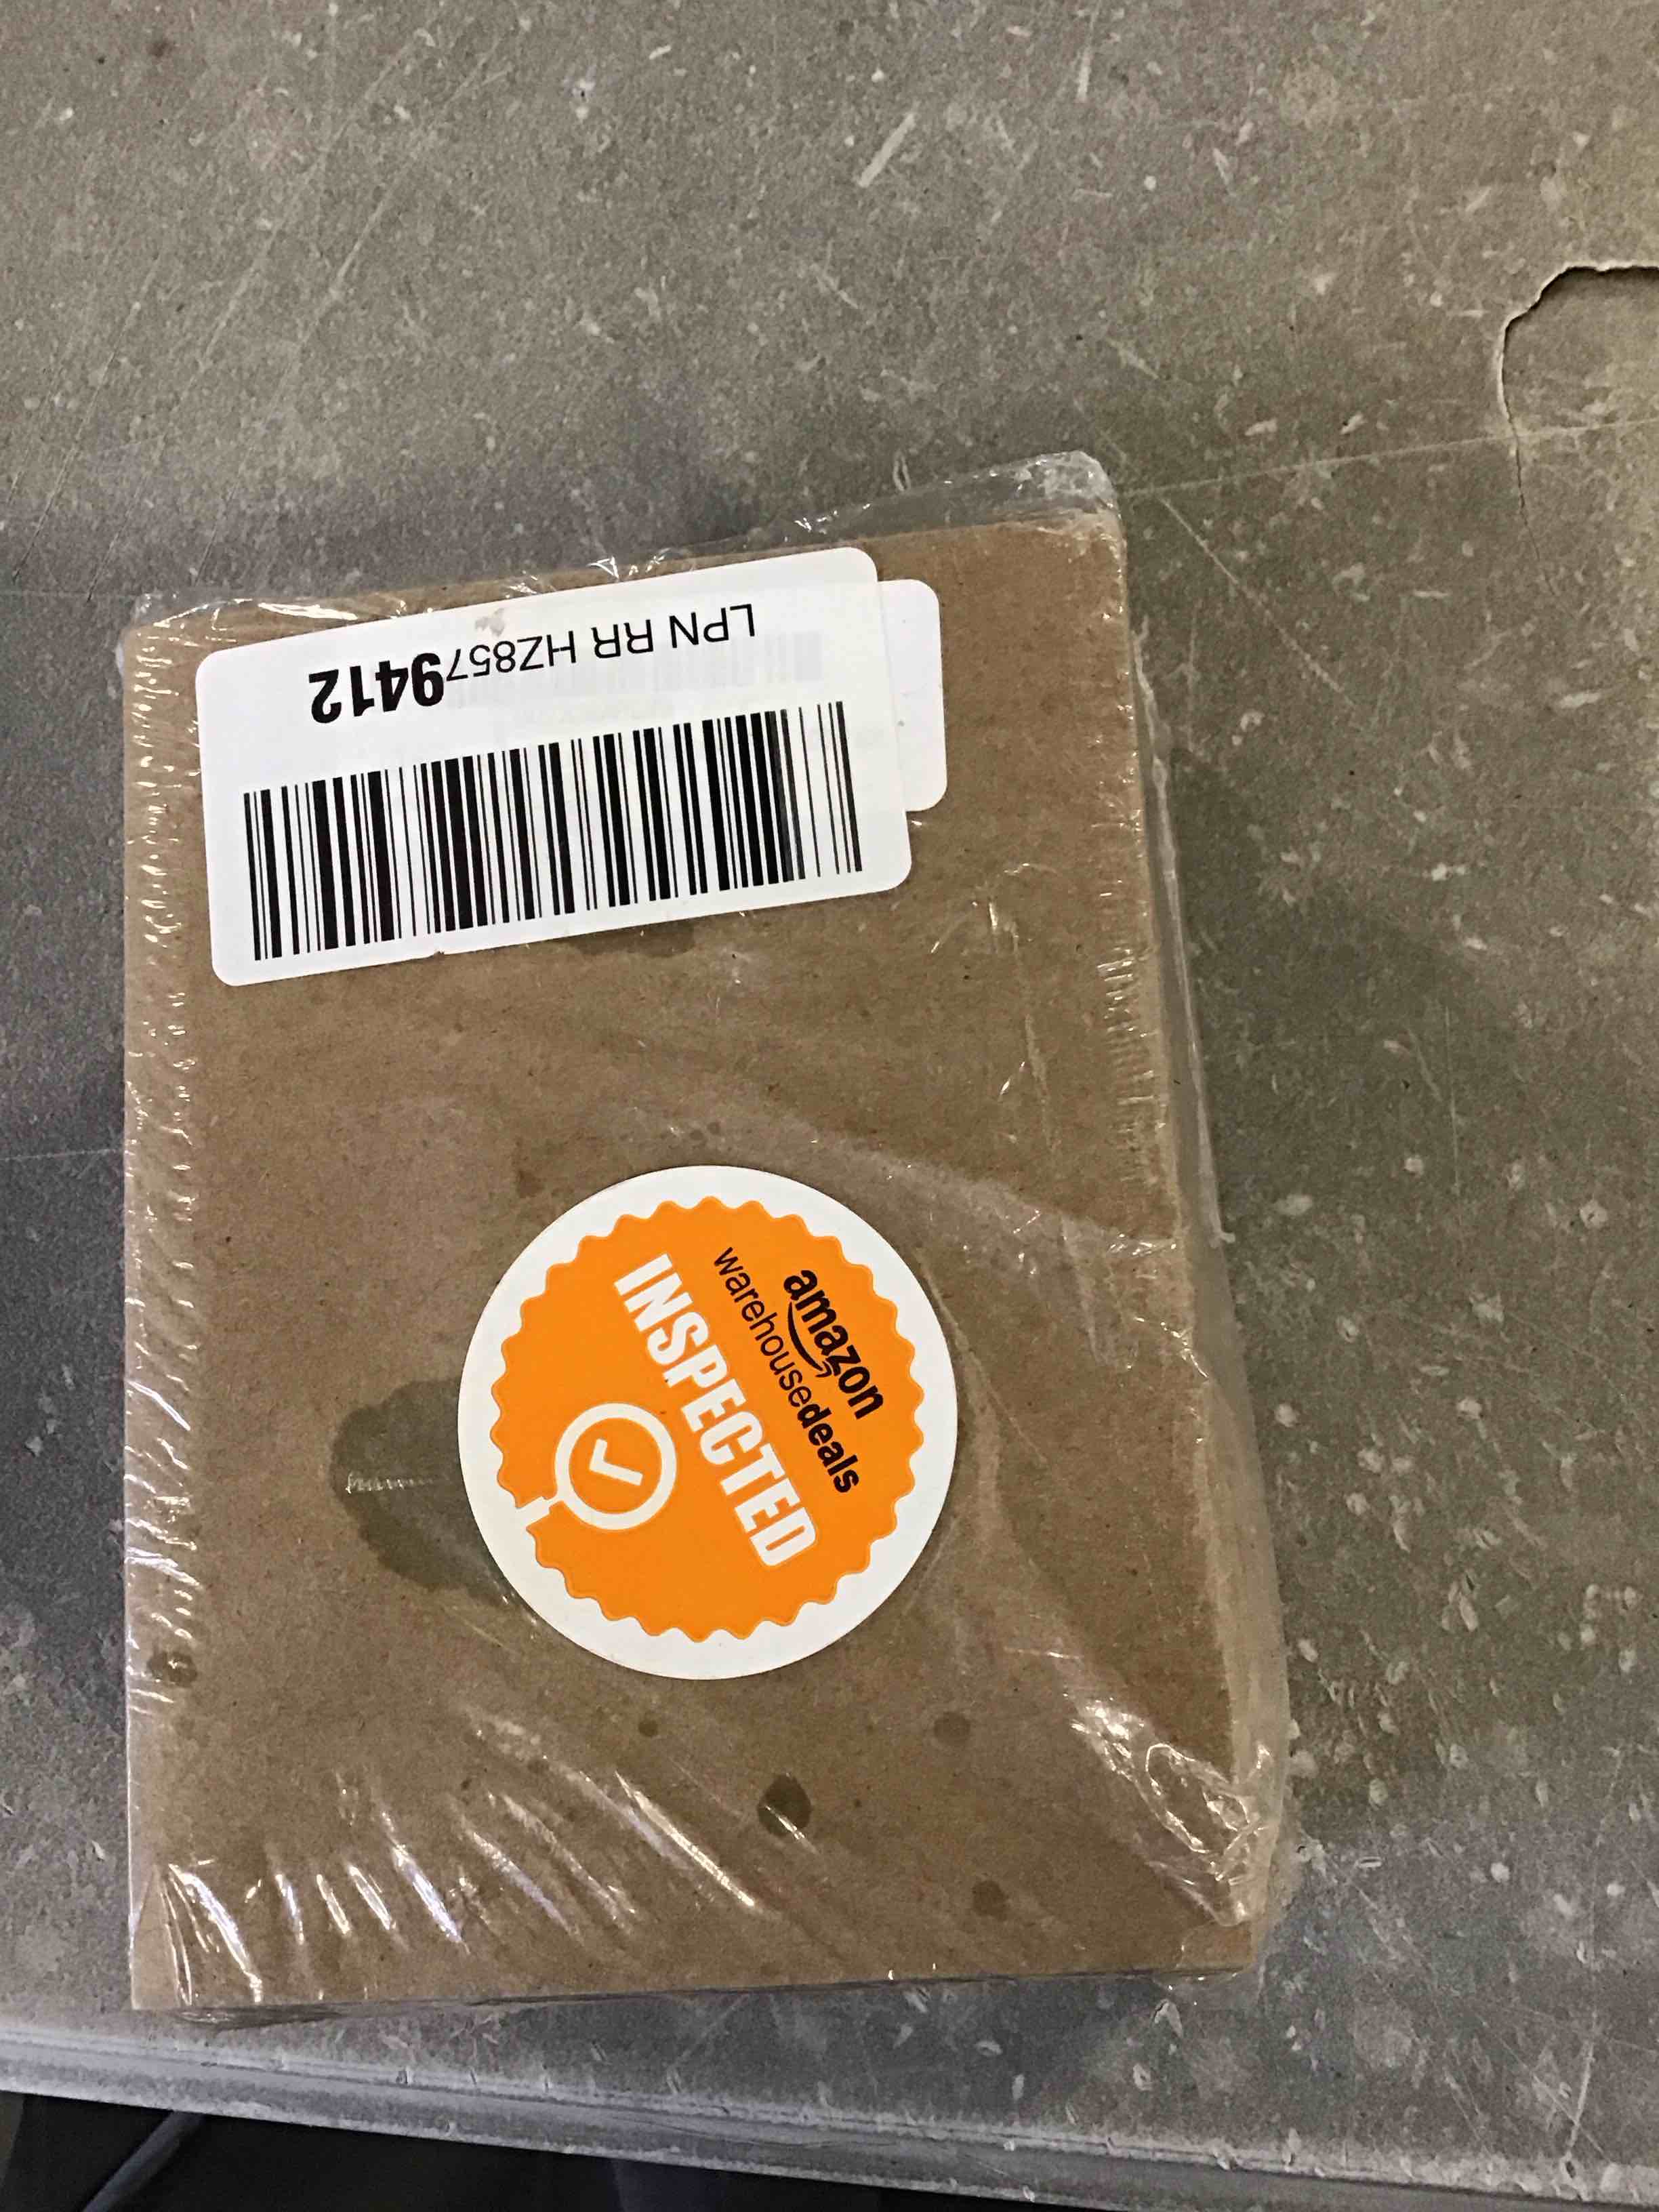 LPN RR HZ8579412
amazon
warehousedeals
INSPECTED